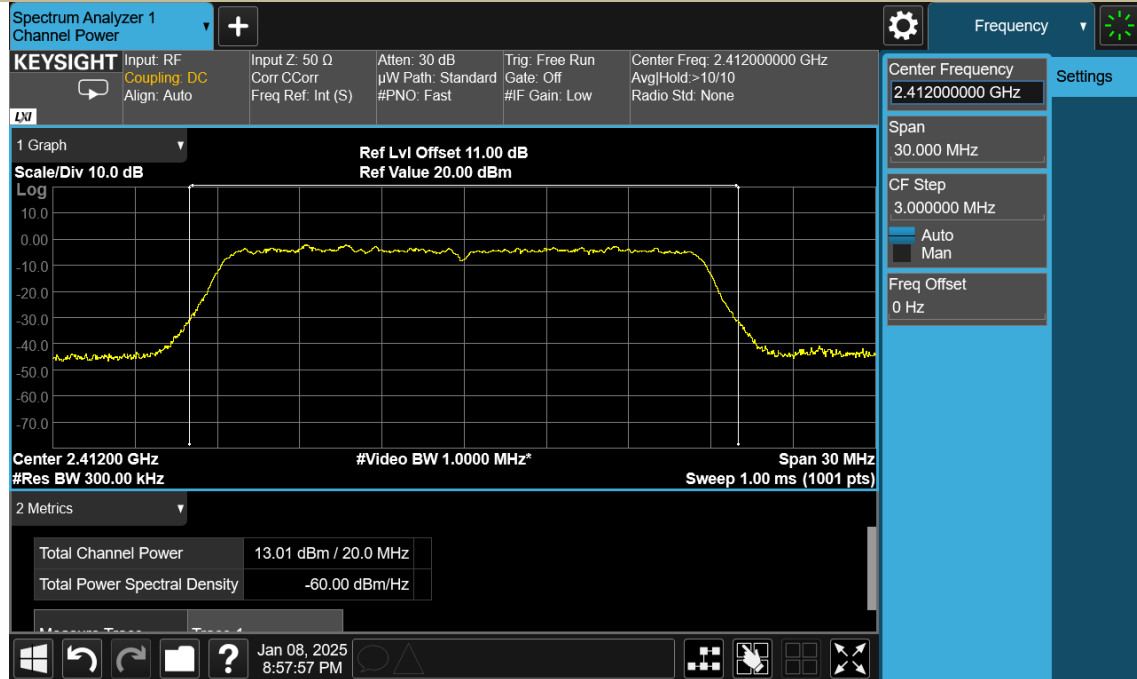 Spectrum Analyzer 1
Channel Power
Frequency
KEYSIGHT
Input: RF
Coupling: DC
Align: Auto
Input Z: 50 Ω
Corr CCorr
Freq Ref: Int (S)
Atten: 30 dB
µW Path: Standard
#PNO: Fast
Trig: Free Run
Gate: Off
#IF Gain: Low
Center Freq: 2.412000000 GHz
Avg|Hold:>10/10
Radio Std: None
LXI
Center Frequency
2.412000000 GHz
Settings
Span
30.000 MHz
CF Step
3.000000 MHz
Auto
Man
Freq Offset
0 Hz
1 Graph
Scale/Div 10.0 dB
Ref Lvl Offset 11.00 dB
Ref Value 20.00 dBm
Log
10.0
0.00
-10.0
-20.0
-30.0
-40.0
-50.0
-60.0
-70.0
Center 2.41200 GHz
#Video BW 1.0000 MHz*
Span 30 MHz
#Res BW 300.00 kHz
Sweep 1.00 ms (1001 pts)
2 Metrics
Total Channel Power 13.01 dBm / 20.0 MHz
Total Power Spectral Density -60.00 dBm/Hz
Measure Trace Trace 1
?
Jan 08, 2025
8:57:57 PM